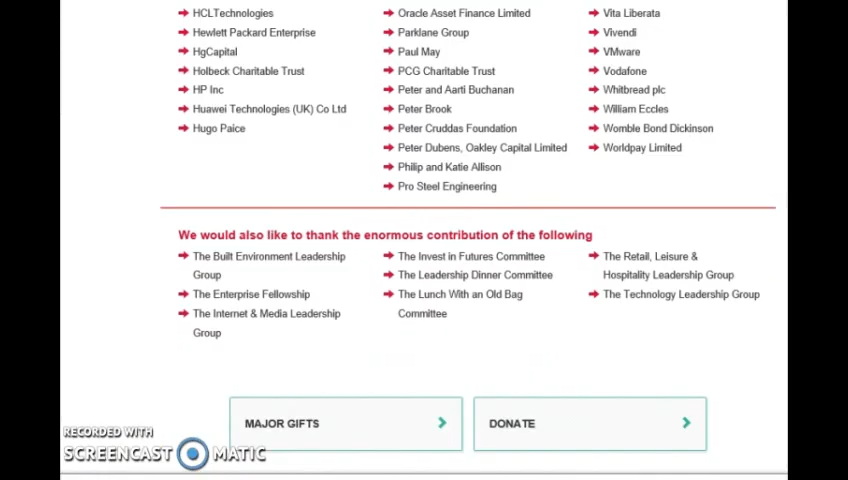 HCLTechnologies
Hewlett Packard Enterprise
HgCapital
Holbeck Charitable Trust
HP Inc
Huawei Technologies (UK) Co Ltd
Hugo Paice
Oracle Asset Finance Limited
Parklane Group
Paul May
PCG Charitable Trust
Peter and Aarti Buchanan
Peter Brook
Peter Cruddas Foundation
Peter Dubens, Oakley Capital Limited
Philip and Katie Allison
Pro Steel Engineering
Vita Liberata
Vivendi
VMware
Vodafone
Whitbread plc
William Eccles
Womble Bond Dickinson
Worldpay Limited
We would also like to thank the enormous contribution of the following
The Built Environment Leadership
Group
The Enterprise Fellowship
The Internet & Media Leadership
Group
The Invest in Futures Committee
The Leadership Dinner Committee
The Lunch With an Old Bag
Committee
The Retail, Leisure &
Hospitality Leadership Group
The Technology Leadership Group
MAJOR GIFTS
DONATE
RECORDED WITH
SCREENCAST MATIC